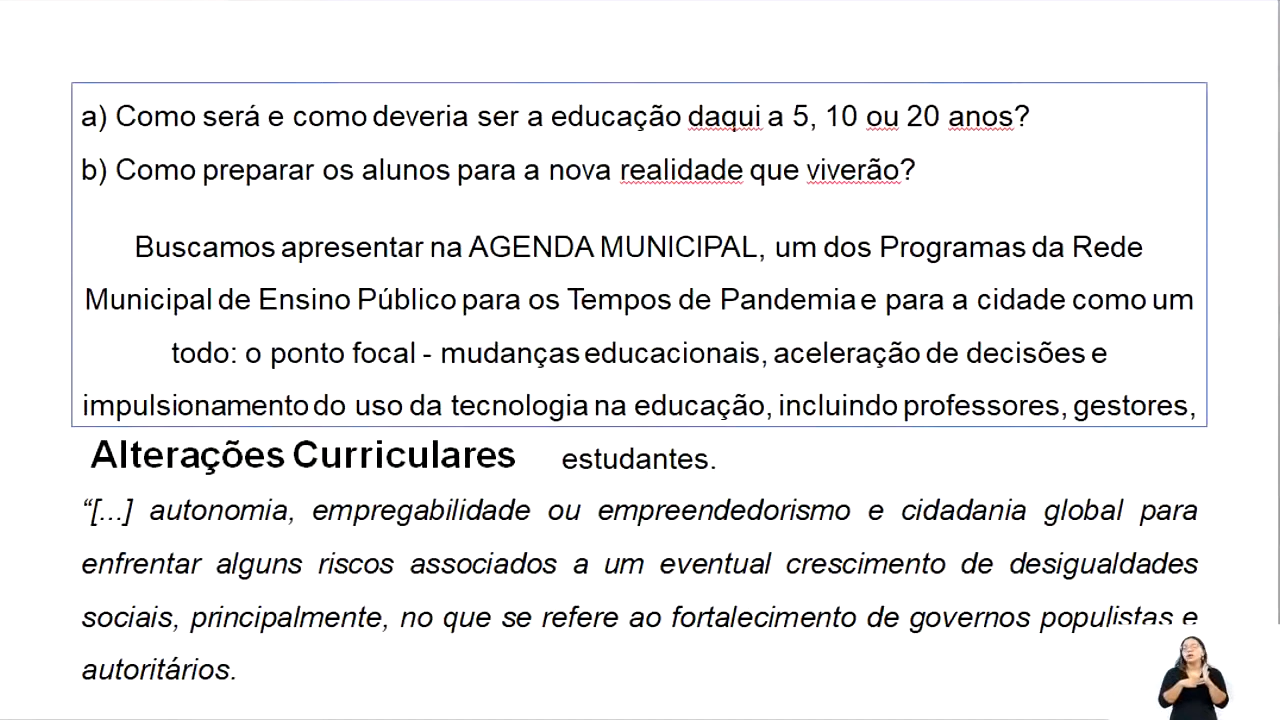 a) Como será e como deveria ser a educação daqui a 5, 10 ou 20 anos?
b) Como preparar os alunos para a nova realidade que viverão?
Buscamos apresentar na AGENDA MUNICIPAL, um dos Programas da Rede
Municipal de Ensino Público para os Tempos de Pandemia e para a cidade como um
todo: o ponto focal - mudanças educacionais, aceleração de decisões e
impulsionamento do uso da tecnologia na educação, incluindo professores, gestores,
Alterações Curriculares estudantes.
“[...] autonomia, empregabilidade ou empreendedorismo e cidadania global para
enfrentar alguns riscos associados a um eventual crescimento de desigualdades
sociais, principalmente, no que se refere ao fortalecimento de governos populistas e
autoritários.